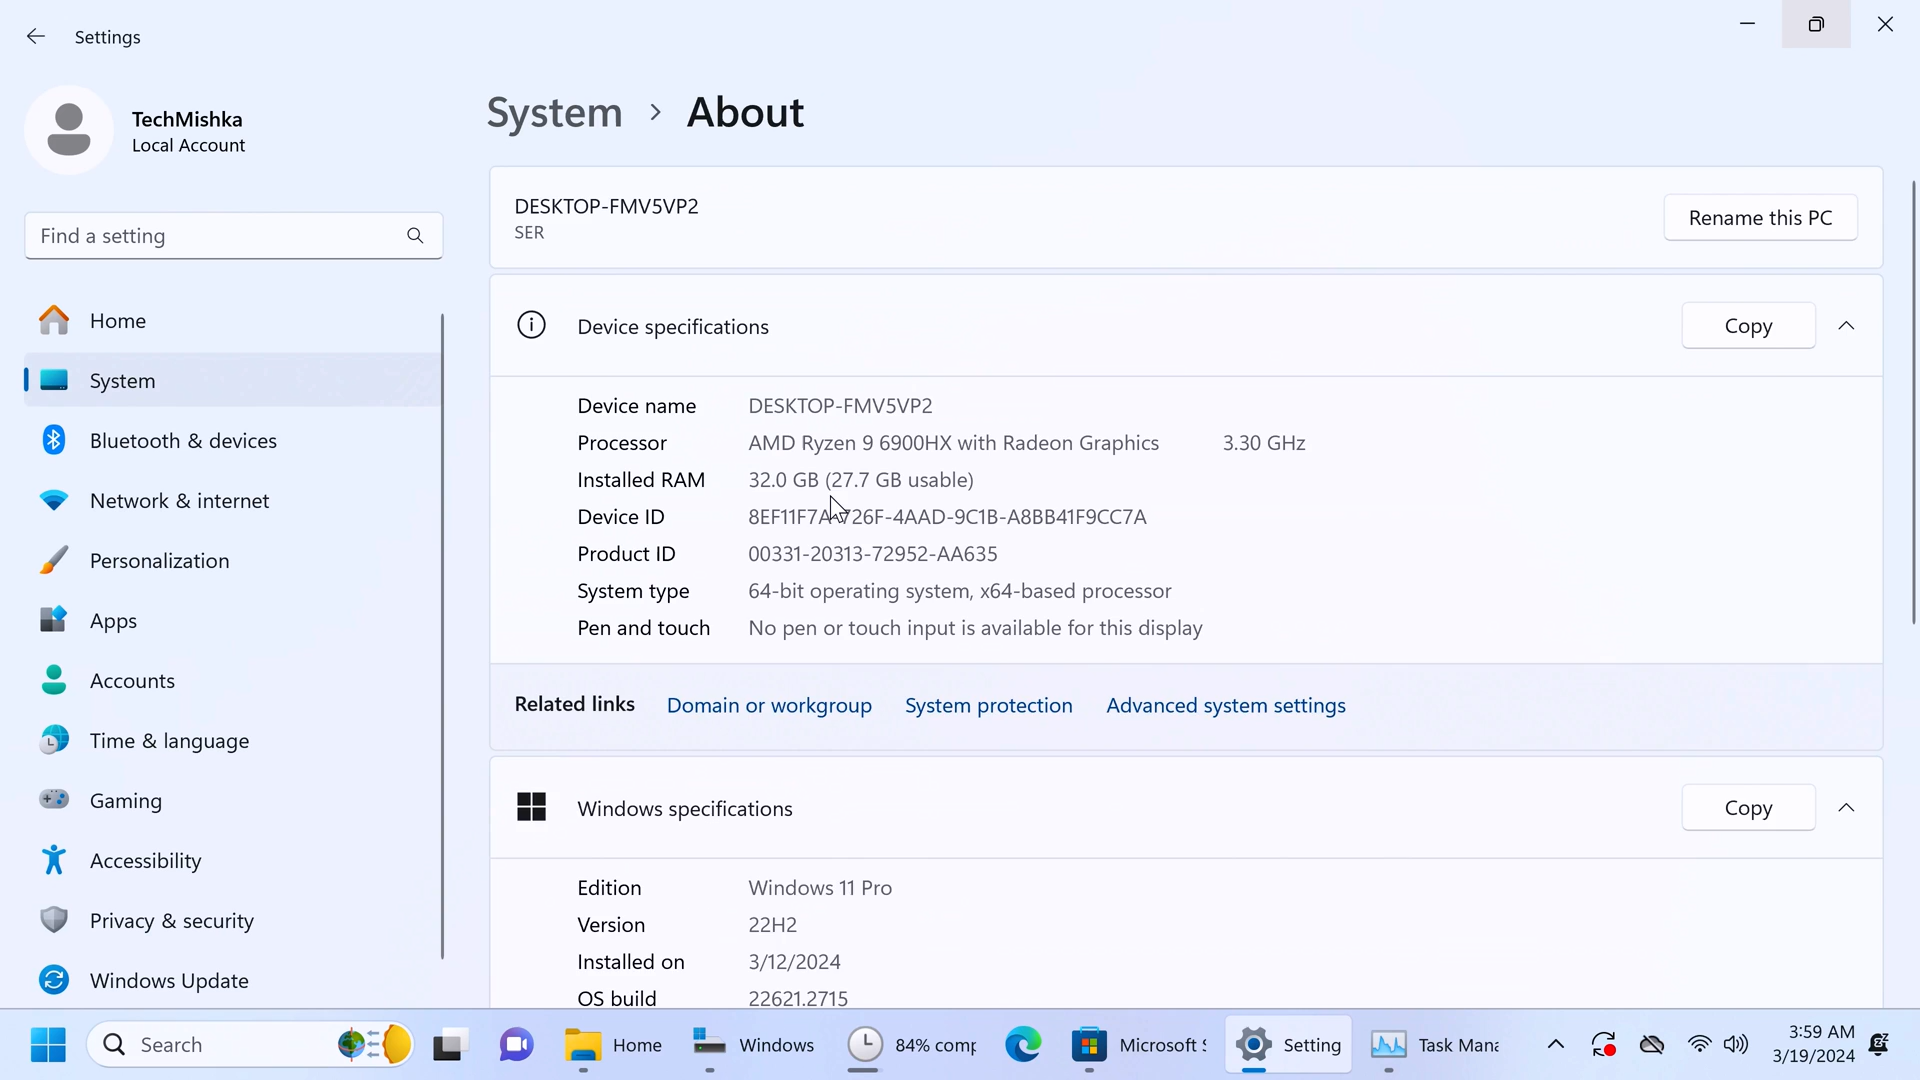 Settings
TechMishka
Local Account
Find a setting
Home
System
Bluetooth & devices
Network & internet
Personalization
Apps
Accounts
Time & language
Gaming
Accessibility
Privacy & security
Windows Update
System > About
DESKTOP-FMV5VP2
SER
Rename this PC
Device specifications
Copy
Device name DESKTOP-FMV5VP2
Processor AMD Ryzen 9 6900HX with Radeon Graphics 3.30 GHz
Installed RAM 32.0 GB (27.7 GB usable)
Device ID 8EF11F7A-726F-4AAD-9C1B-A8BB41F9CC7A
Product ID 00331-20313-72952-AA635
System type 64-bit operating system, x64-based processor
Pen and touch No pen or touch input is available for this display
Related links Domain or workgroup System protection Advanced system settings
Windows specifications
Copy
Edition Windows 11 Pro
Version 22H2
Installed on 3/12/2024
OS build 22621.2715
Search Home Windows 84% comp Microsoft S Setting Task Mana
3:59 AM
3/19/2024